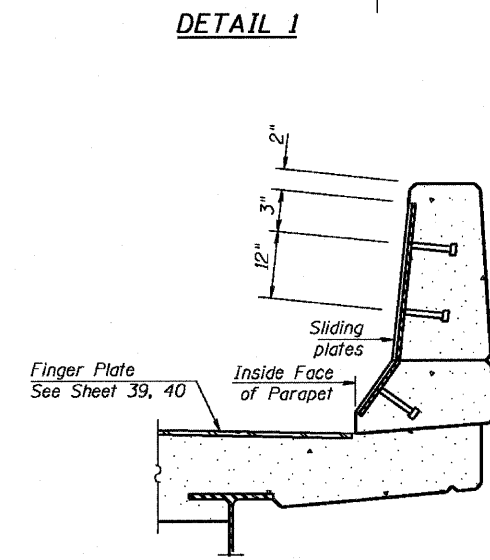 DETAIL 1
2"
3"
12"
Sliding
plates
Finger Plate
See Sheet 39, 40
Inside Face
of Parapet